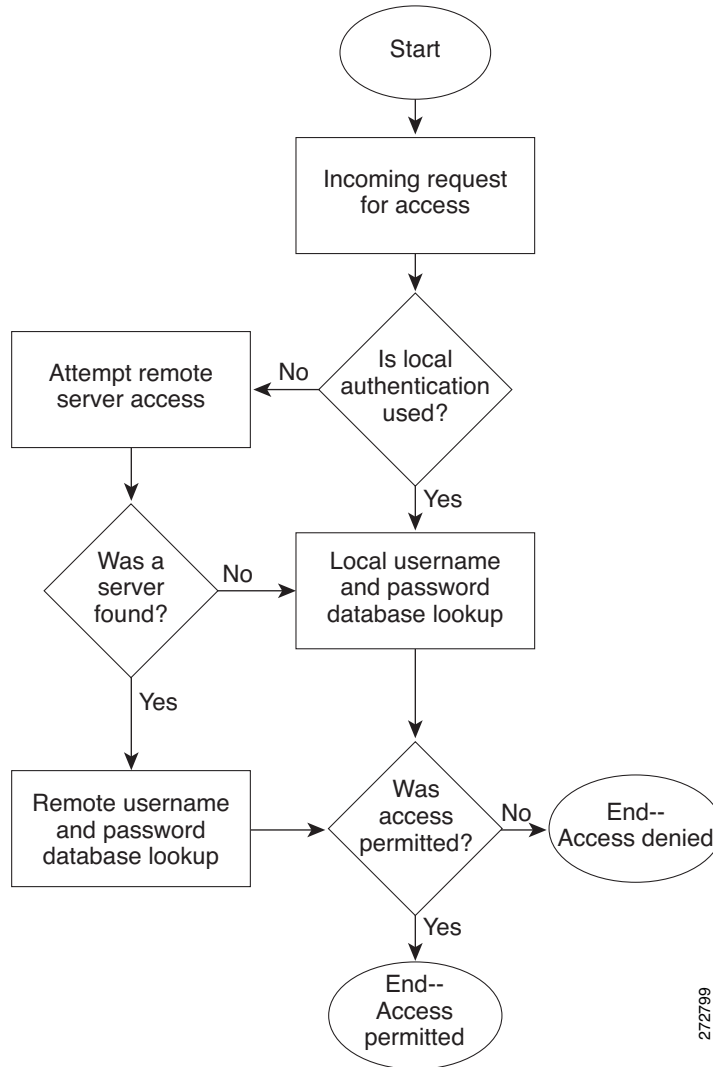 Start
Incoming request
for access
Is local
authentication
used?
No
Attempt remote
server access
Yes
Was a
server
found?
No
Local username
and password
database lookup
Yes
Remote username
and password
database lookup
Was
access
permitted?
No
End--
Access denied
Yes
End--
Access
permitted
272799